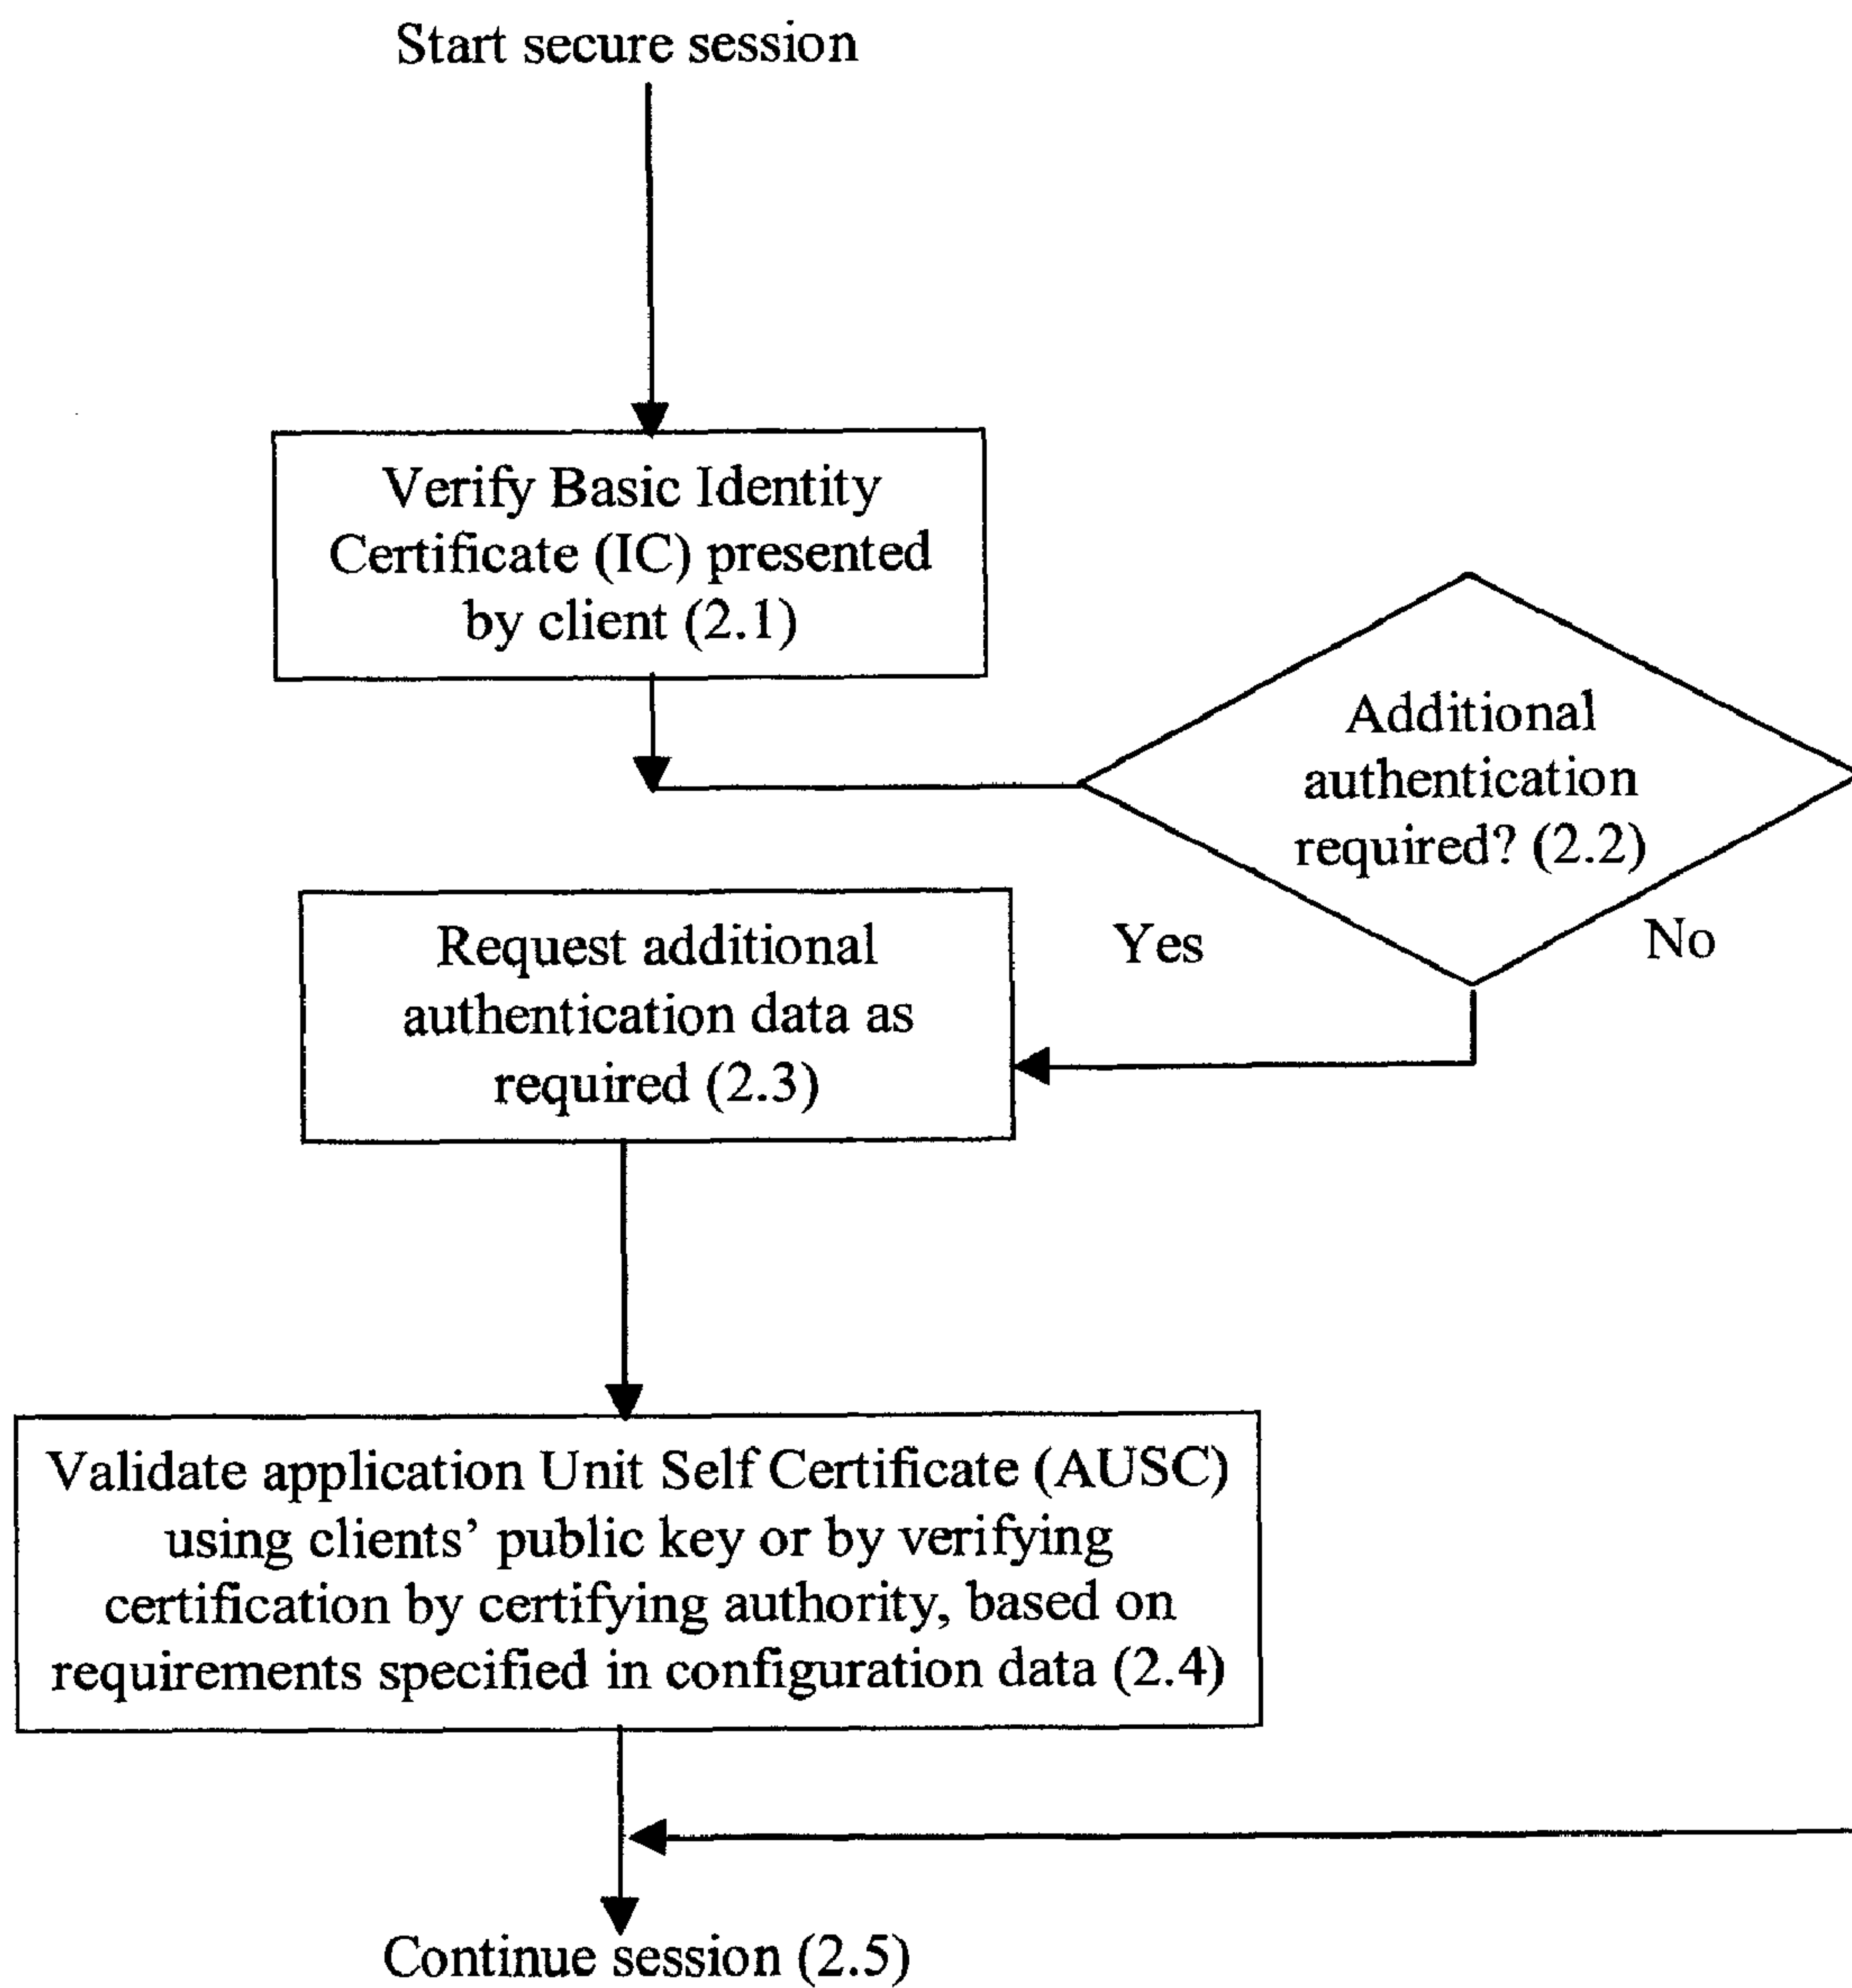 Start secure session
Verify Basic Identity
Certificate (IC) presented
by client (2.1)
Additional
authentication
required? (2.2)
Yes
No
Request additional
authentication data as
required (2.3)
Validate application Unit Self Certificate (AUSC)
using clients’ public key or by verifying
certification by certifying authority, based on
requirements specified in configuration data (2.4)
Continue session (2.5)